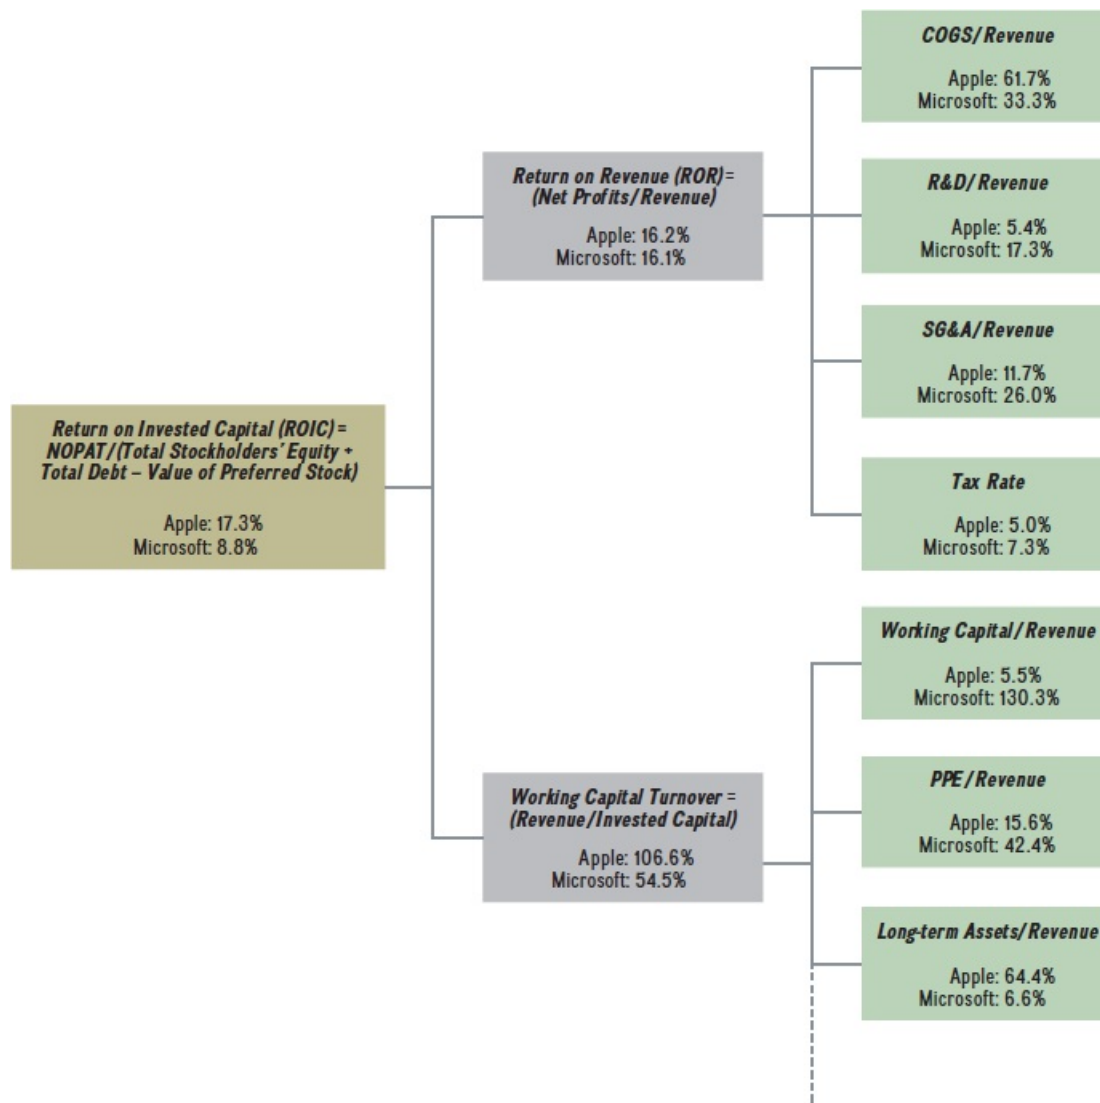 COGS/Revenue
Apple: 61.7%
Microsoft: 33.3%
Return on Revenue (ROR) =
(Net Profits/Revenue)
Apple: 16.2%
Microsoft: 16.1%
R&D/Revenue
Apple: 5.4%
Microsoft: 17.3%
SG&A/Revenue
Apple: 11.7%
Microsoft: 26.0%
Return on Invested Capital (ROIC) =
NOPAT/(Total Stockholders' Equity +
Total Debt – Value of Preferred Stock)
Apple: 17.3%
Microsoft: 8.8%
Tax Rate
Apple: 5.0%
Microsoft: 7.3%
Working Capital/Revenue
Apple: 5.5%
Microsoft: 130.3%
Working Capital Turnover =
(Revenue/Invested Capital)
Apple: 106.6%
Microsoft: 54.5%
PPE/Revenue
Apple: 15.6%
Microsoft: 42.4%
Long-term Assets/Revenue
Apple: 64.4%
Microsoft: 6.6%